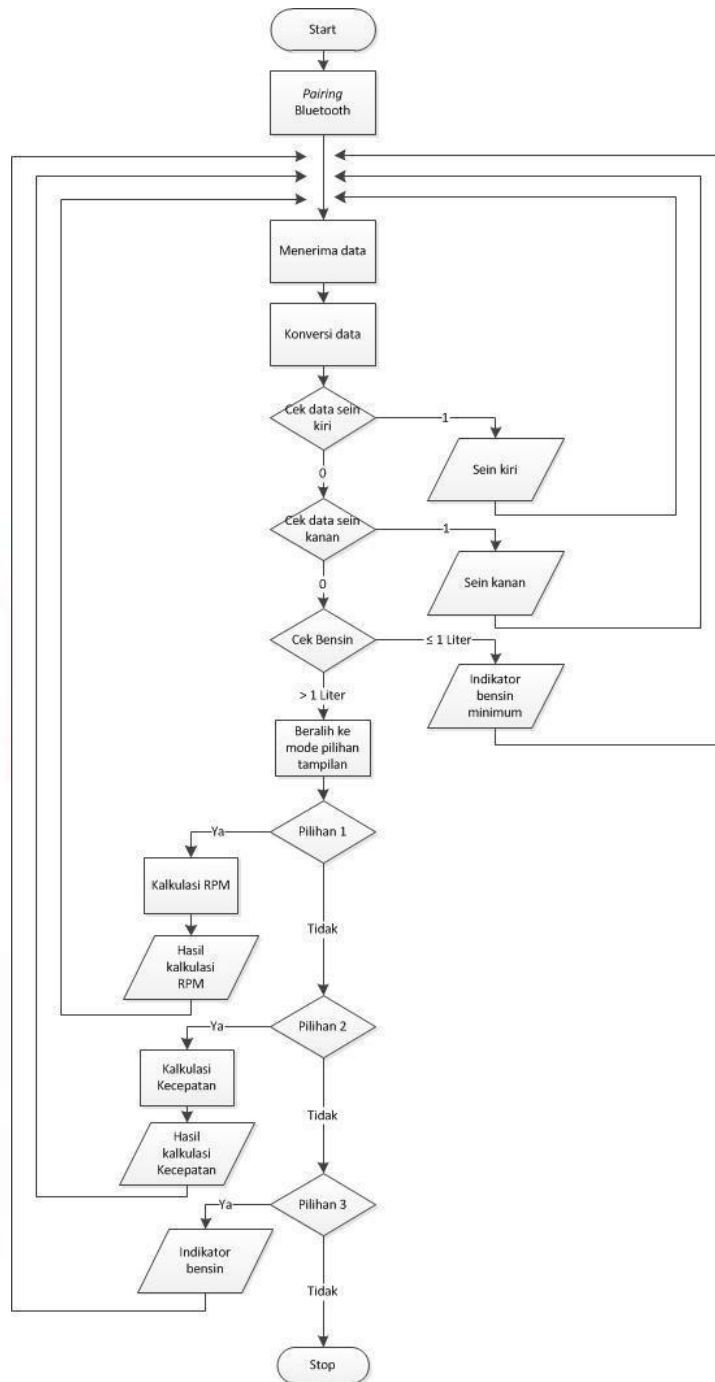 Start
Pairing
Bluetooth
Menerima data
Konversi data
Cek data sein
kiri
1
Sein kiri
0
Cek data sein
kanan
1
Sein kanan
0
Cek Bensin
≤ 1 Liter
Indikator
bensin
minimum
> 1 Liter
Beralih ke
mode pilihan
tampilan
Pilihan 1
Ya
Kalkulasi RPM
Hasil
kalkulasi
RPM
Tidak
Pilihan 2
Ya
Kalkulasi
Kecepatan
Hasil
kalkulasi
Kecepatan
Tidak
Pilihan 3
Ya
Indikator
bensin
Tidak
Stop